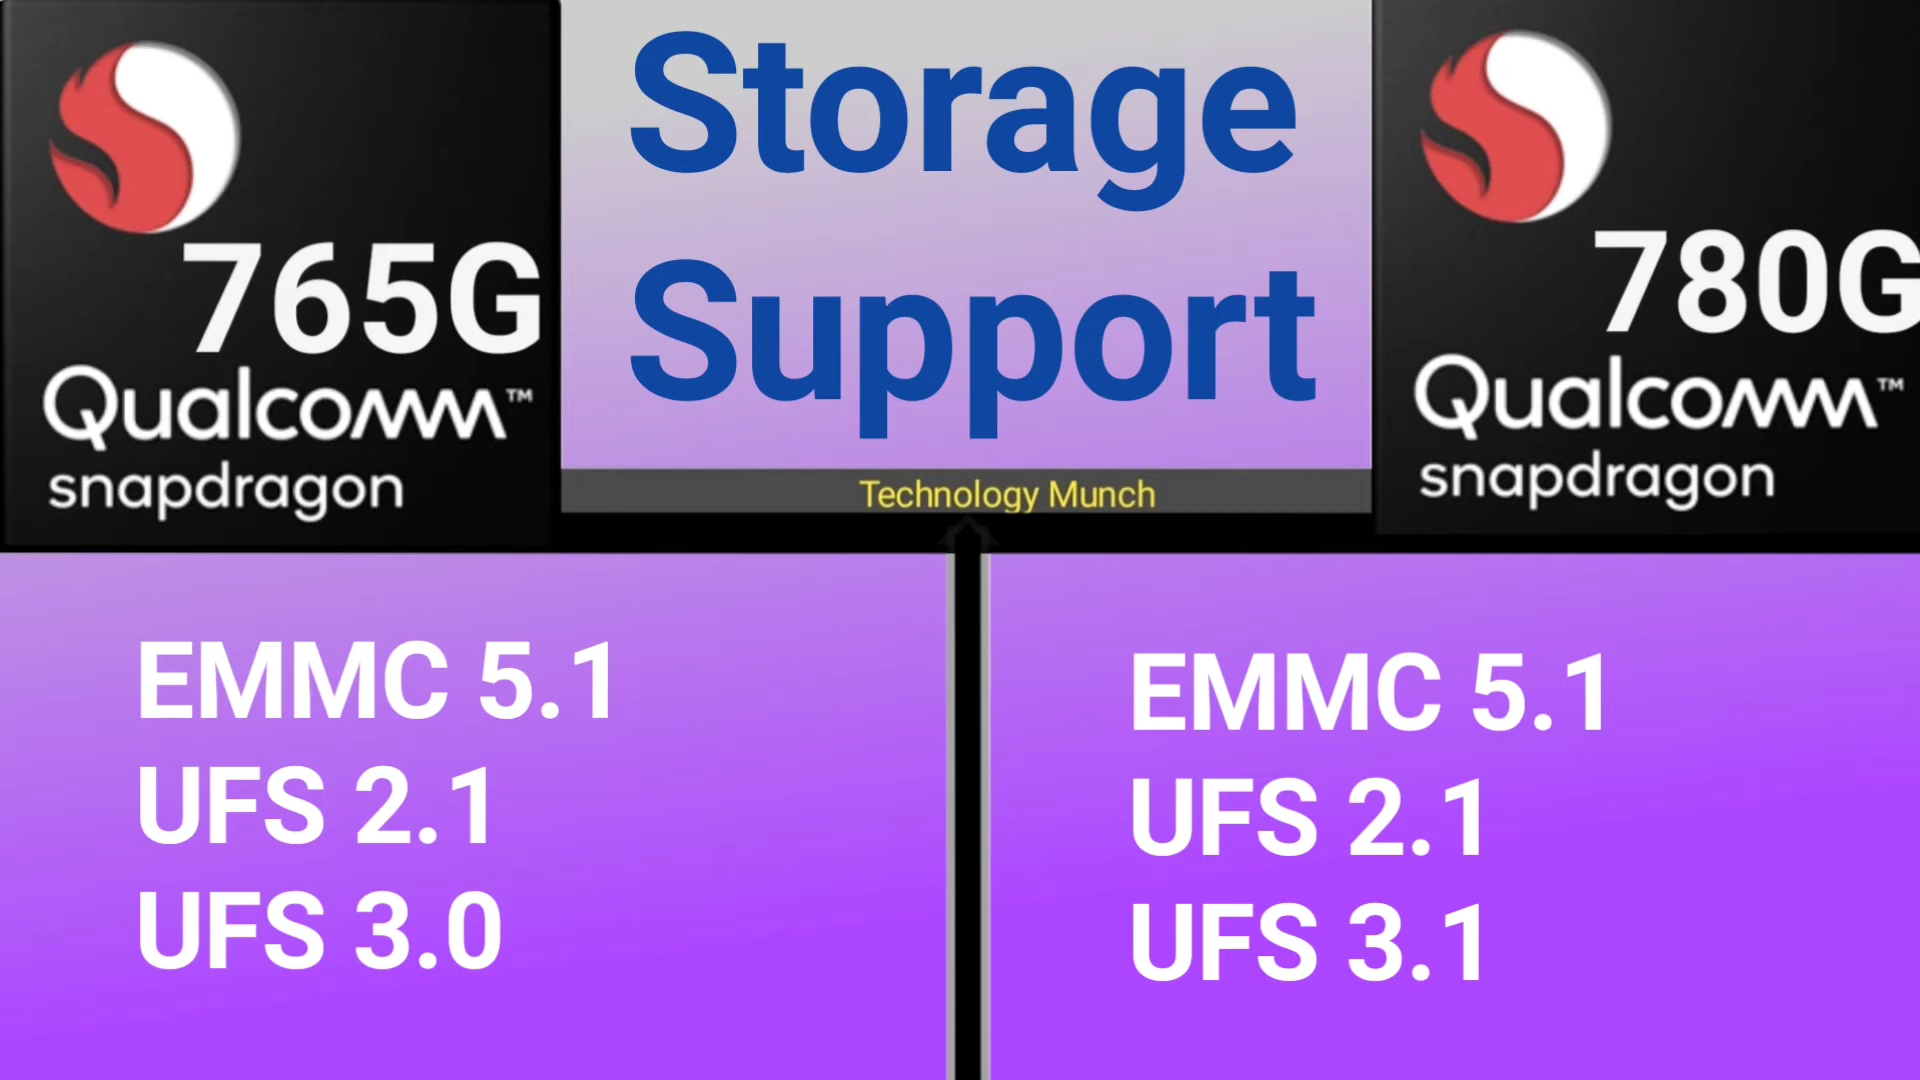 765G
Qualcomm™
snapdragon
Storage
Support
Technology Munch
780G
Qualcomm™
snapdragon
EMMC 5.1
UFS 2.1
UFS 3.0
EMMC 5.1
UFS 2.1
UFS 3.1